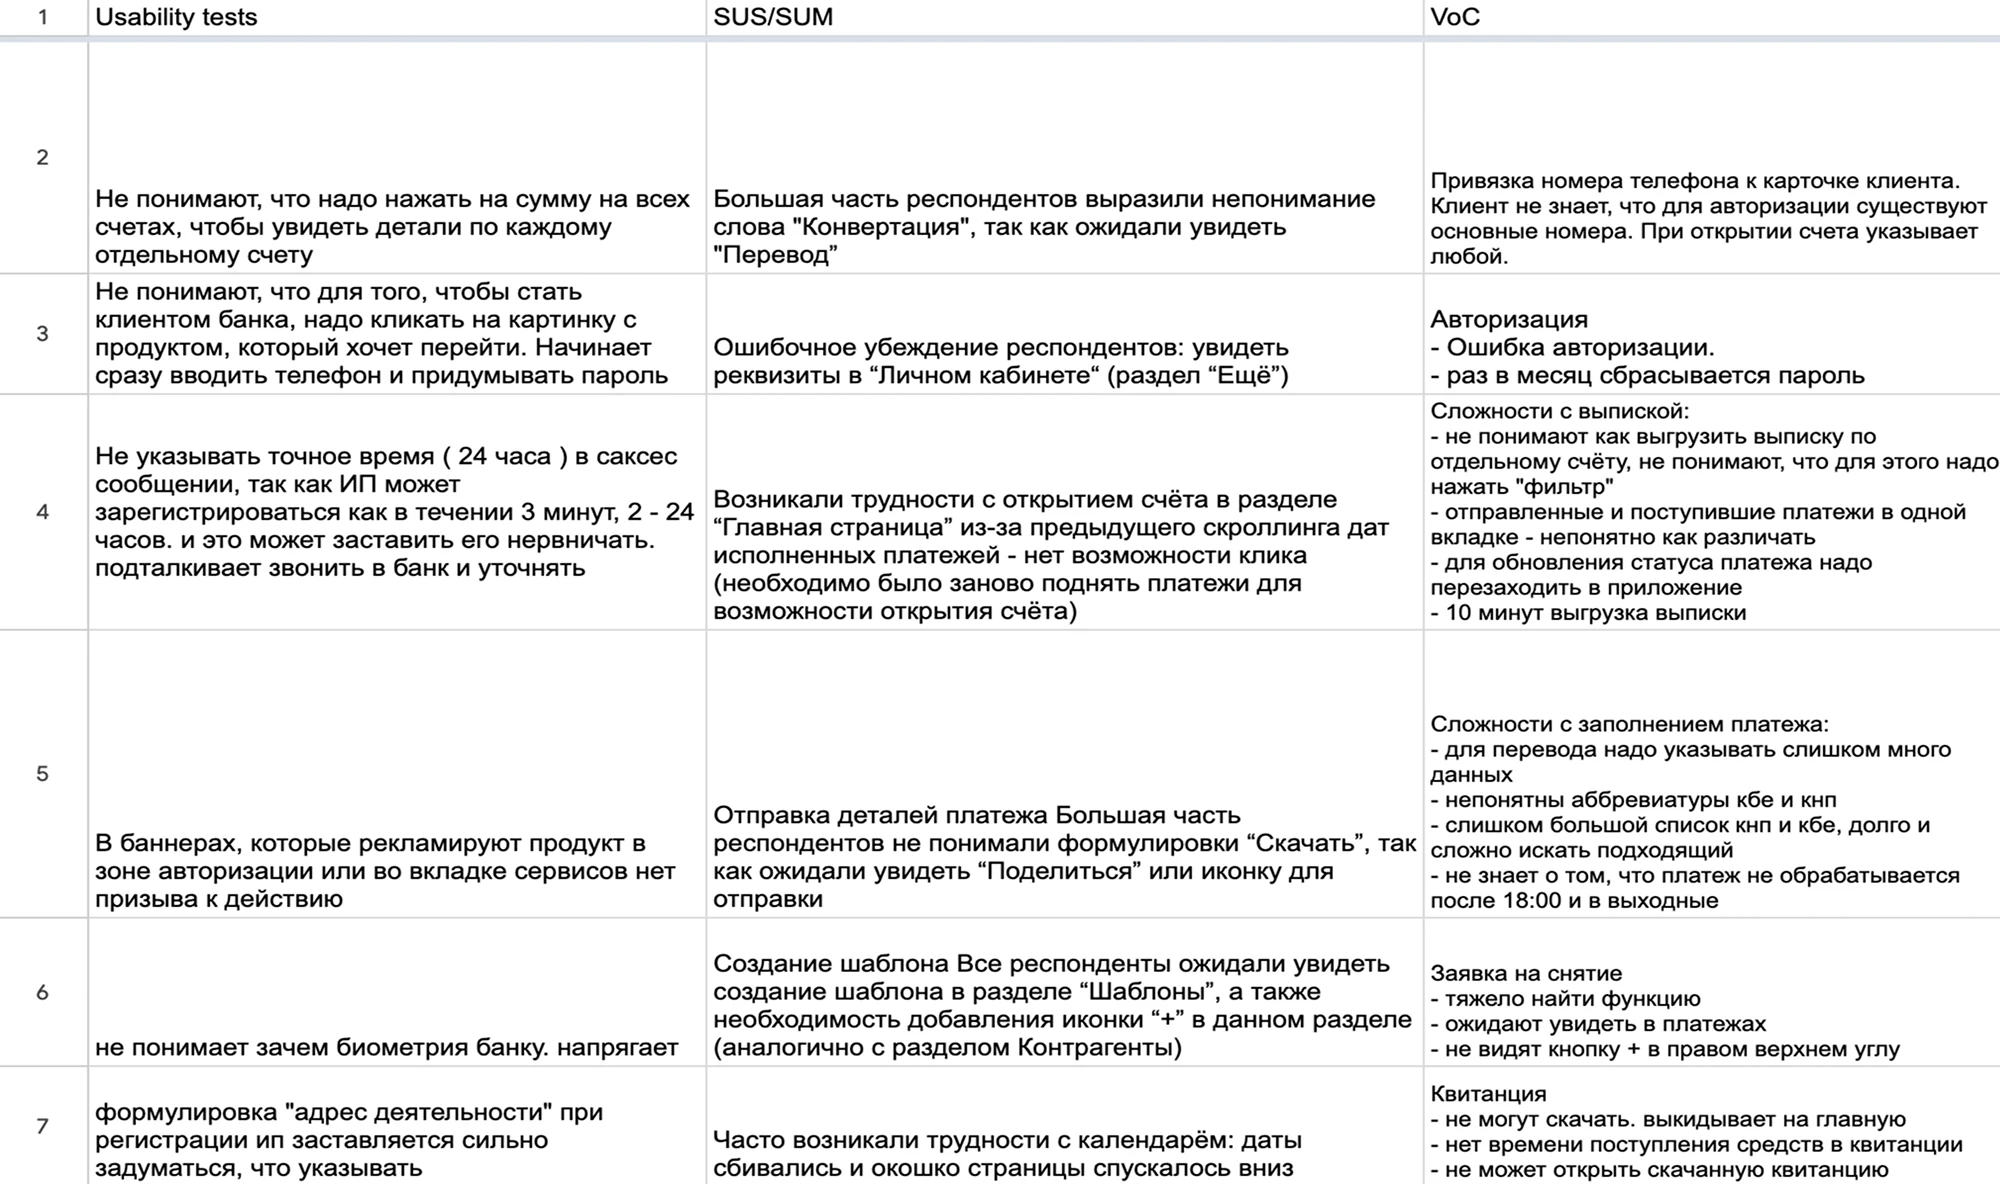 1
Usability tests
SUS/SUM
VoC
2
Не понимают, что надо нажать на сумму на всех
счетах, чтобы увидеть детали по каждому
отдельному счету
Большая часть респондентов выразили непонимание
слова "Конвертация", так как ожидали увидеть
"Перевод”
Привязка номера телефона к карточке клиента.
Клиент не знает, что для авторизации существуют
основные номера. При открытии счета указывает
любой.
3
Не понимают, что для того, чтобы стать
клиентом банка, надо кликать на картинку с
продуктом, который хочет перейти. Начинает
сразу вводить телефон и придумывать пароль
Ошибочное убеждение респондентов: увидеть
реквизиты в “Личном кабинете“ (раздел “Ещё”)
Авторизация
- Ошибка авторизации.
- раз в месяц сбрасывается пароль
4
Не указывать точное время ( 24 часа ) в саксес
сообщении, так как ИП может
зарегистрироваться как в течении 3 минут, 2 - 24
часов. и это может заставить его нервничать.
подталкивает звонить в банк и уточнять
Возникали трудности с открытием счёта в разделе
“Главная страница” из-за предыдущего скроллинга дат
исполненных платежей - нет возможности клика
(необходимо было заново поднять платежи для
возможности открытия счёта)
Сложности с выпиской:
- не понимают как выгрузить выписку по
отдельному счёту, не понимают, что для этого надо
нажать "фильтр"
- отправленные и поступившие платежи в одной
вкладке - непонятно как различать
- для обновления статуса платежа надо
перезаходить в приложение
- 10 минут выгрузка выписки
5
В баннерах, которые рекламируют продукт в
зоне авторизации или во вкладке сервисов нет
призыва к действию
Отправка деталей платежа Большая часть
респондентов не понимали формулировки “Скачать”, так
как ожидали увидеть “Поделиться” или иконку для
отправки
Сложности с заполнением платежа:
- для перевода надо указывать слишком много
данных
- непонятны аббревиатуры кбе и кнп
- слишком большой список кнп и кбе, долго и
сложно искать подходящий
- не знает о том, что платеж не обрабатывается
после 18:00 и в выходные
6
не понимает зачем биометрия банку. напрягает
Создание шаблона Все респонденты ожидали увидеть
создание шаблона в разделе “Шаблоны”, а также
необходимость добавления иконки “+” в данном разделе
(аналогично с разделом Контрагенты)
Заявка на снятие
- тяжело найти функцию
- ожидают увидеть в платежах
- не видят кнопку + в правом верхнем углу
7
формулировка "адрес деятельности" при
регистрации ип заставляется сильно
задуматься, что указывать
Часто возникали трудности с календарём: даты
сбивались и окошко страницы спускалось вниз
Квитанция
- не могут скачать. выкидывает на главную
- нет времени поступления средств в квитанции
- не может открыть скачанную квитанцию